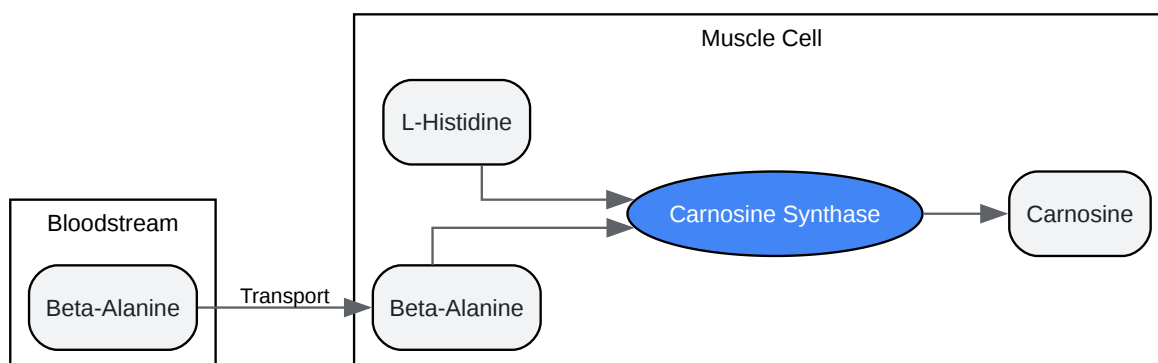 Muscle Cell
L-Histidine
Carnosine Synthase
Carnosine
Bloodstream
Beta-Alanine
Transport
Beta-Alanine